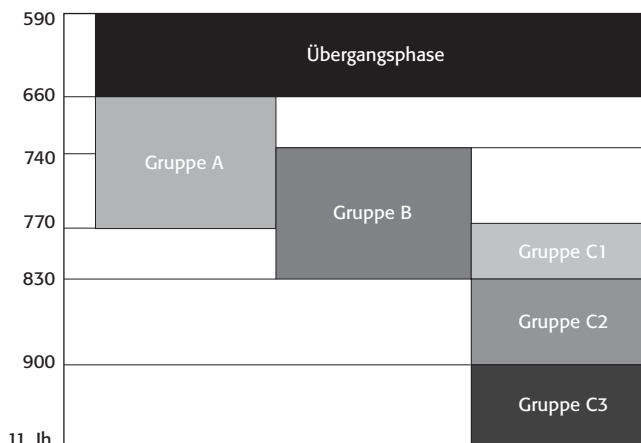 590
Übergangsphase
660
740
Gruppe A
Gruppe B
770
Gruppe C1
830
Gruppe C2
900
Gruppe C3
11. Jh.